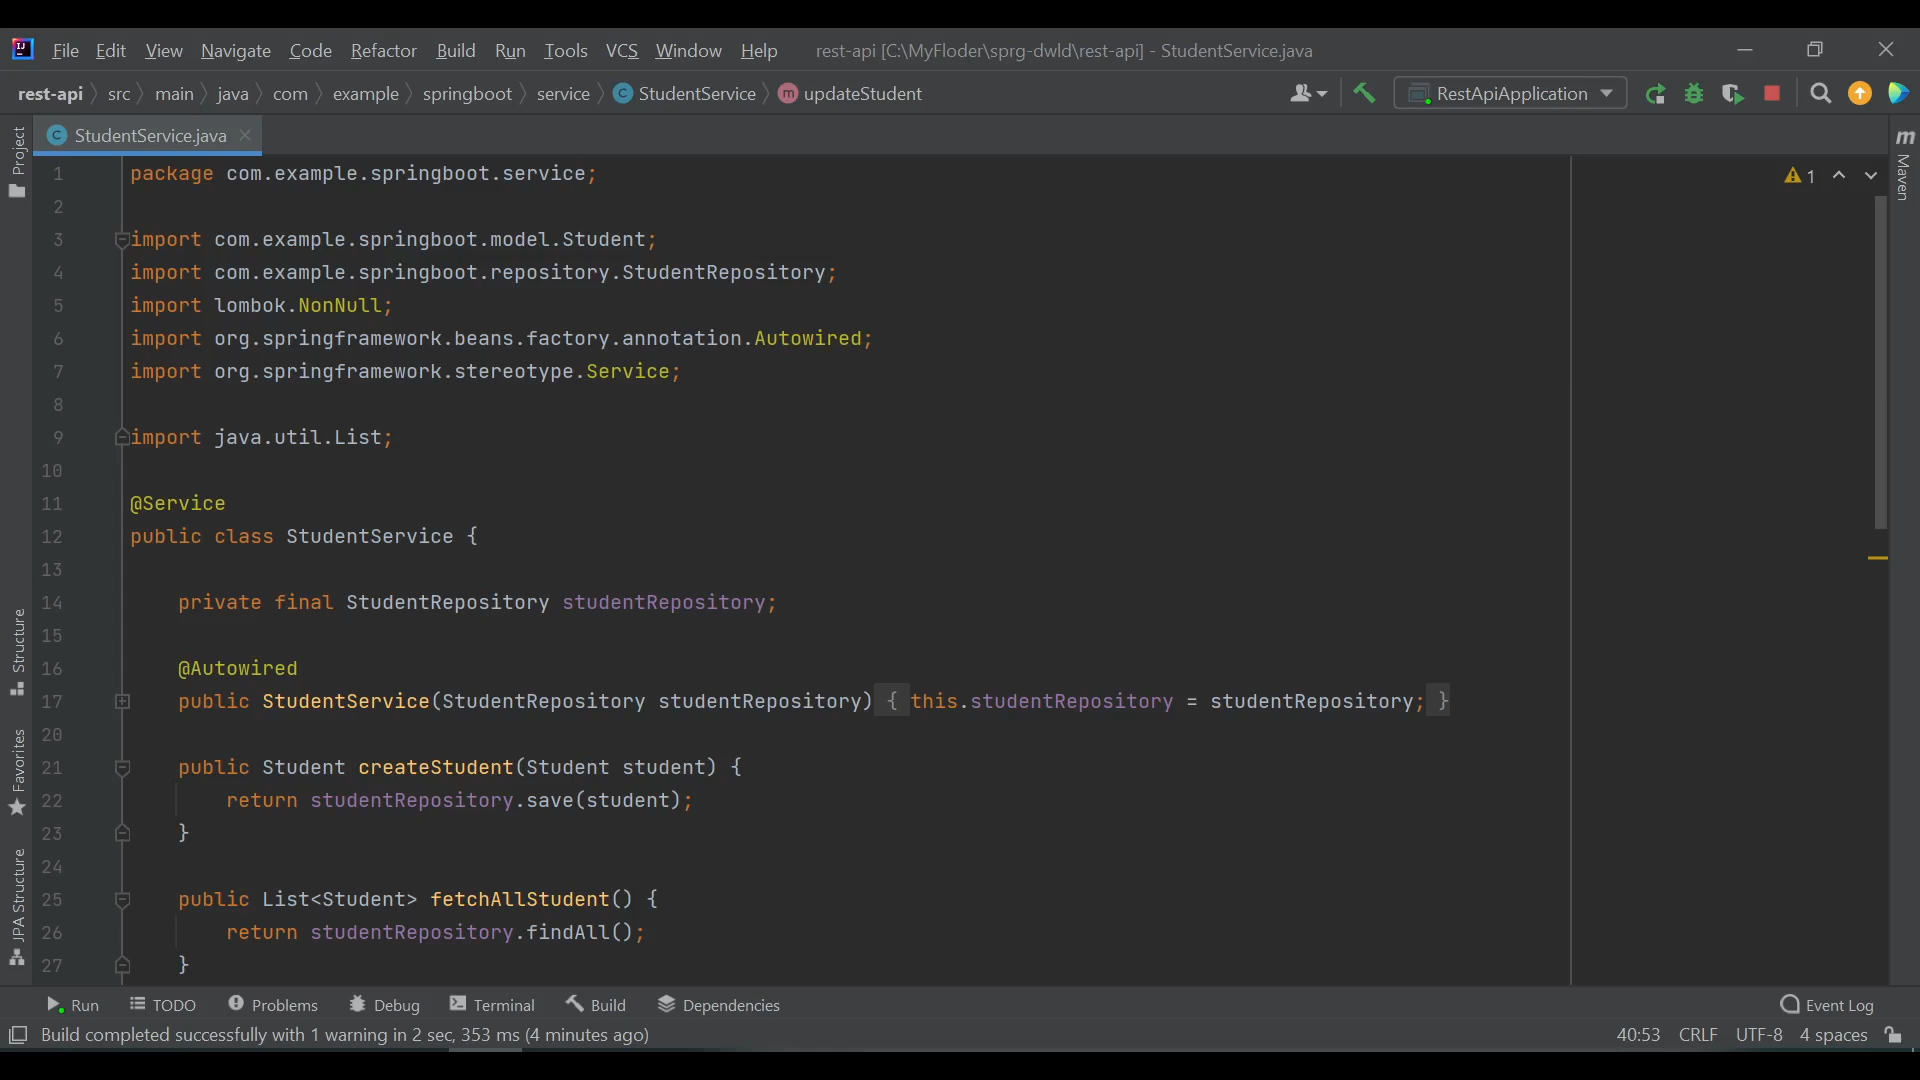 File Edit View Navigate Code Refactor Build Run Tools VCS Window Help rest-api [C:\MyFloder\sprg-dwld\rest-api] - StudentService.java
rest-api src main java com example springboot service C StudentService m updateStudent RestApiApplication
Project
C StudentService.java
m Maven
1 package com.example.springboot.service;
1
2
3 import com.example.springboot.model.Student;
4 import com.example.springboot.repository.StudentRepository;
5 import lombok.NonNull;
6 import org.springframework.beans.factory.annotation.Autowired;
7 import org.springframework.stereotype.Service;
8
9 import java.util.List;
10
11 @Service
12 public class StudentService {
13
14 private final StudentRepository studentRepository;
15
16 @Autowired
17 public StudentService(StudentRepository studentRepository) { this.studentRepository = studentRepository; }
20
21 public Student createStudent(Student student) {
22 return studentRepository.save(student);
23 }
24
25 public List<Student> fetchAllStudent() {
26 return studentRepository.findAll();
27 }
Structure
Favorites
JPA Structure
Run TODO Problems Debug Terminal Build Dependencies Event Log
Build completed successfully with 1 warning in 2 sec, 353 ms (4 minutes ago) 40:53 CRLF UTF-8 4 spaces